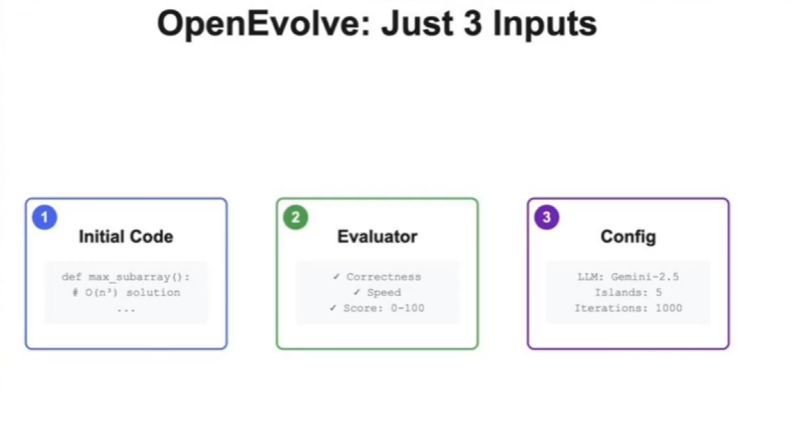 OpenEvolve: Just 3 Inputs
1
Initial Code
def max_subarray():
# O(n³) solution
...
2
Evaluator
✓ Correctness
✓ Speed
✓ Score: 0-100
3
Config
LLM: Gemini-2.5
Islands: 5
Iterations: 1000